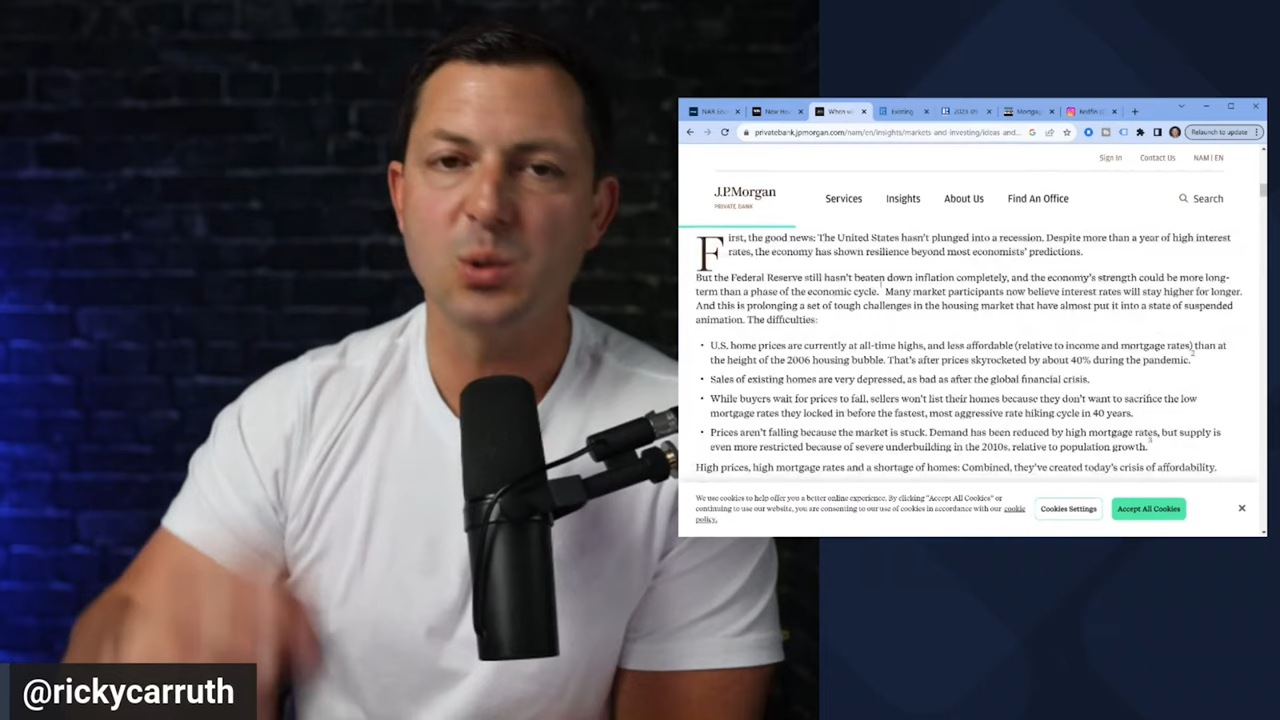 NAR
New Ho
When wi
Existing
2023-09
Mortgag
Redfin
privatebank.jpmorgan.com/nam/en/insights/markets-and-investing/ideas-and...
Relaunch to update
Sign In Contact Us NAM | EN
J.P.Morgan
PRIVATE BANK
Services Insights About Us Find An Office Search
First, the good news: The United States hasn't plunged into a recession. Despite more than a year of high interest
rates, the economy has shown resilience beyond most economists' predictions.
But the Federal Reserve still hasn't beaten down inflation completely, and the economy's strength could be more long-
term than a phase of the economic cycle.1 Many market participants now believe interest rates will stay higher for longer.
And this is prolonging a set of tough challenges in the housing market that have almost put it into a state of suspended
animation. The difficulties:
• U.S. home prices are currently at all-time highs, and less affordable (relative to income and mortgage rates) than at
the height of the 2006 housing bubble. That's after prices skyrocketed by about 40% during the pandemic.2
• Sales of existing homes are very depressed, as bad as after the global financial crisis.
• While buyers wait for prices to fall, sellers won't list their homes because they don't want to sacrifice the low
mortgage rates they locked in before the fastest, most aggressive rate hiking cycle in 40 years.
• Prices aren't falling because the market is stuck. Demand has been reduced by high mortgage rates, but supply is
even more restricted because of severe underbuilding in the 2010s, relative to population growth.3
High prices, high mortgage rates and a shortage of homes: Combined, they've created today's crisis of affordability.
We use cookies to help offer you a better online experience. By clicking "Accept All Cookies" or
continuing to use our website, you are consenting to our use of cookies in accordance with our cookie
policy.
Cookies Settings
Accept All Cookies
@rickycarruth